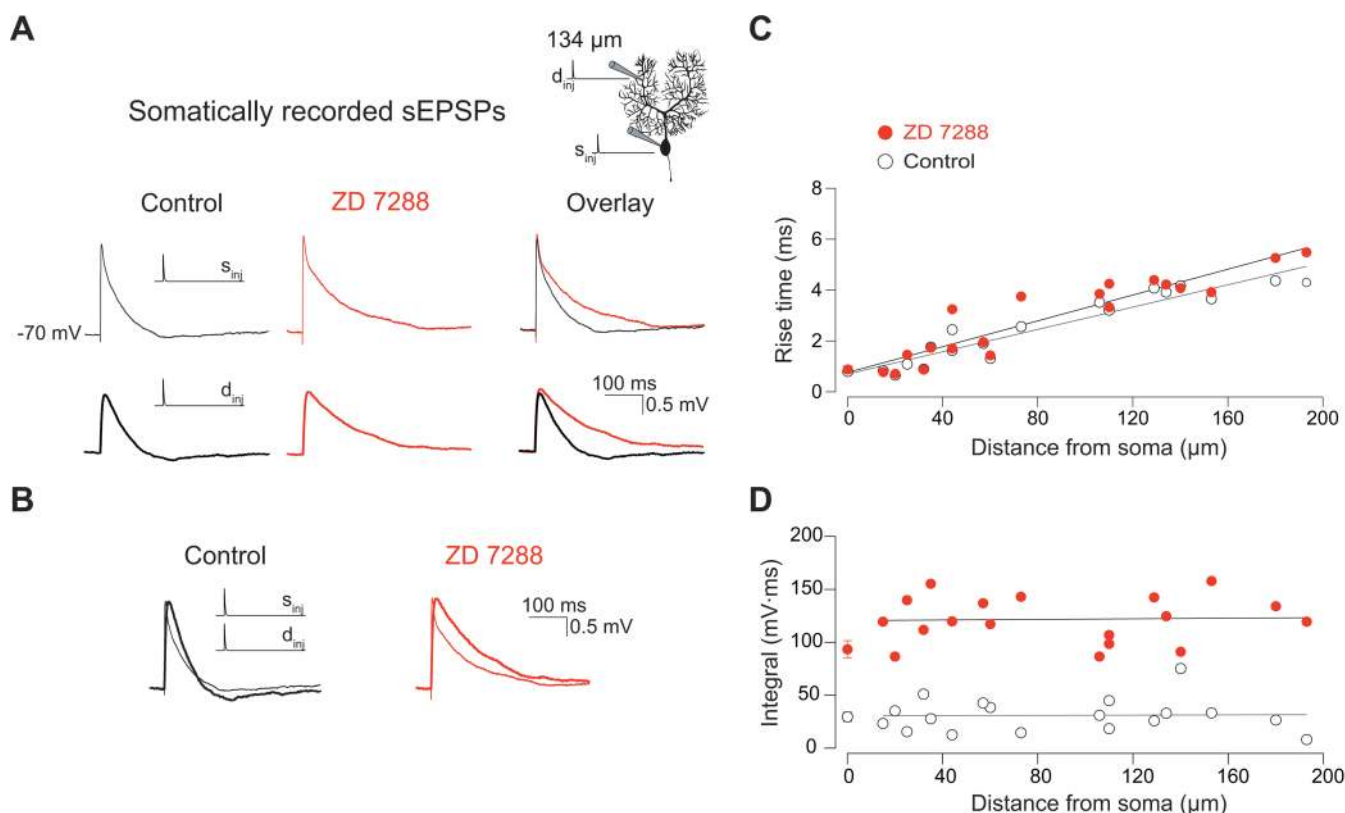 A
134 µm
d inj
Somatically recorded sEPSPs
s inj
Control
ZD 7288
Overlay
s inj
-70 mV
d inj
100 ms
0.5 mV
B
Control
ZD 7288
s inj
d inj
100 ms
0.5 mV
C
ZD 7288
Control
8
6
4
2
0
Rise time (ms)
0 40 80 120 160 200
Distance from soma (µm)
D
200
150
100
50
0
Integral (mV·ms)
0 40 80 120 160 200
Distance from soma (µm)